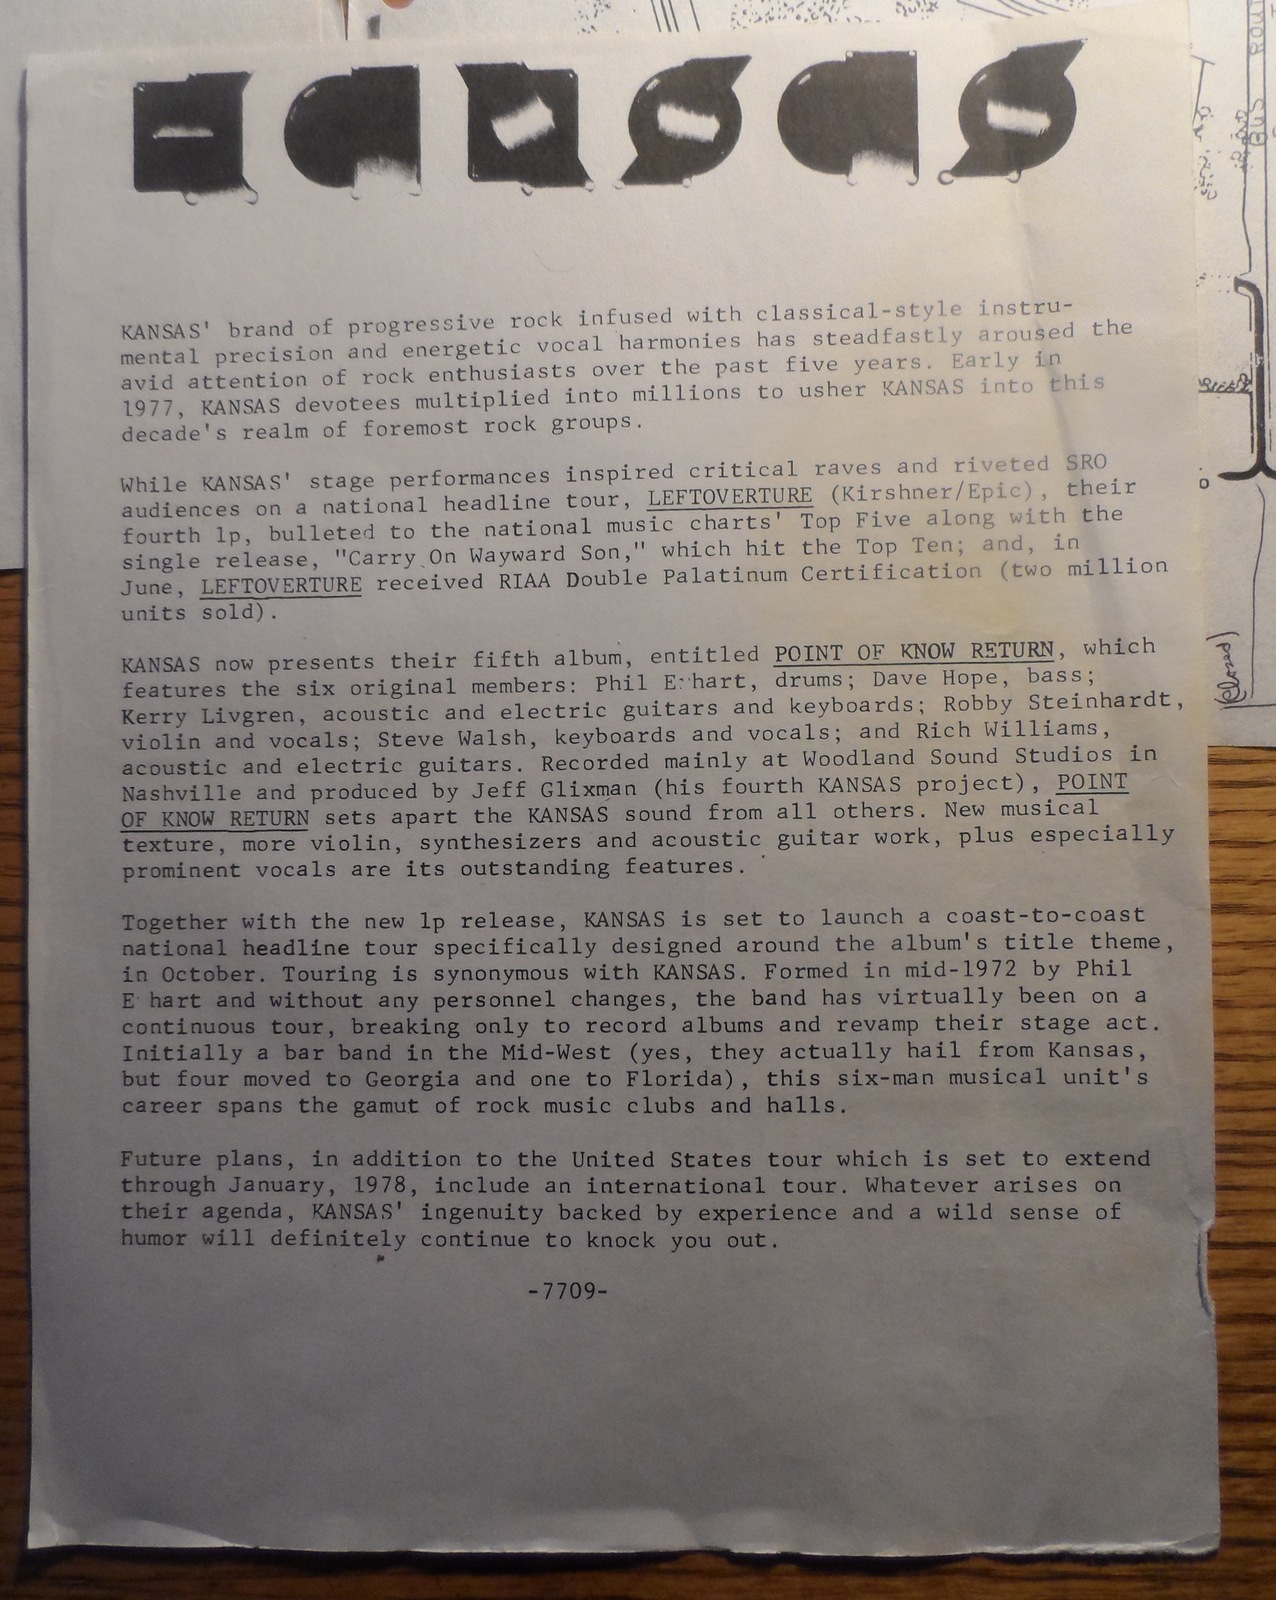 KANSAS
KANSAS' brand of progressive rock infused with classical-style instru-
mental precision and energetic vocal harmonies has steadfastly aroused the
avid attention of rock enthusiasts over the past five years. Early in
1977, KANSAS devotees multiplied into millions to usher KANSAS into this
decade's realm of foremost rock groups.
While KANSAS' stage performances inspired critical raves and riveted SRO
audiences on a national headline tour, LEFTOVERTURE (Kirshner/Epic), their
fourth lp, bulleted to the national music charts' Top Five along with the
single release, "Carry On Wayward Son," which hit the Top Ten; and, in
June, LEFTOVERTURE received RIAA Double Palatinum Certification (two million
units sold).
KANSAS now presents their fifth album, entitled POINT OF KNOW RETURN, which
features the six original members: Phil E hart, drums; Dave Hope, bass;
Kerry Livgren, acoustic and electric guitars and keyboards; Robby Steinhardt,
violin and vocals; Steve Walsh, keyboards and vocals; and Rich Williams,
acoustic and electric guitars. Recorded mainly at Woodland Sound Studios in
Nashville and produced by Jeff Glixman (his fourth KANSAS project), POINT
OF KNOW RETURN sets apart the KANSAS sound from all others. New musical
texture, more violin, synthesizers and acoustic guitar work, plus especially
prominent vocals are its outstanding features.
Together with the new lp release, KANSAS is set to launch a coast-to-coast
national headline tour specifically designed around the album's title theme,
in October. Touring is synonymous with KANSAS. Formed in mid-1972 by Phil
E hart and without any personnel changes, the band has virtually been on a
continuous tour, breaking only to record albums and revamp their stage act.
Initially a bar band in the Mid-West (yes, they actually hail from Kansas,
but four moved to Georgia and one to Florida), this six-man musical unit's
career spans the gamut of rock music clubs and halls.
Future plans, in addition to the United States tour which is set to extend
through January, 1978, include an international tour. Whatever arises on
their agenda, KANSAS' ingenuity backed by experience and a wild sense of
humor will definitely continue to knock you out.
-7709-
BUS
(Closed)